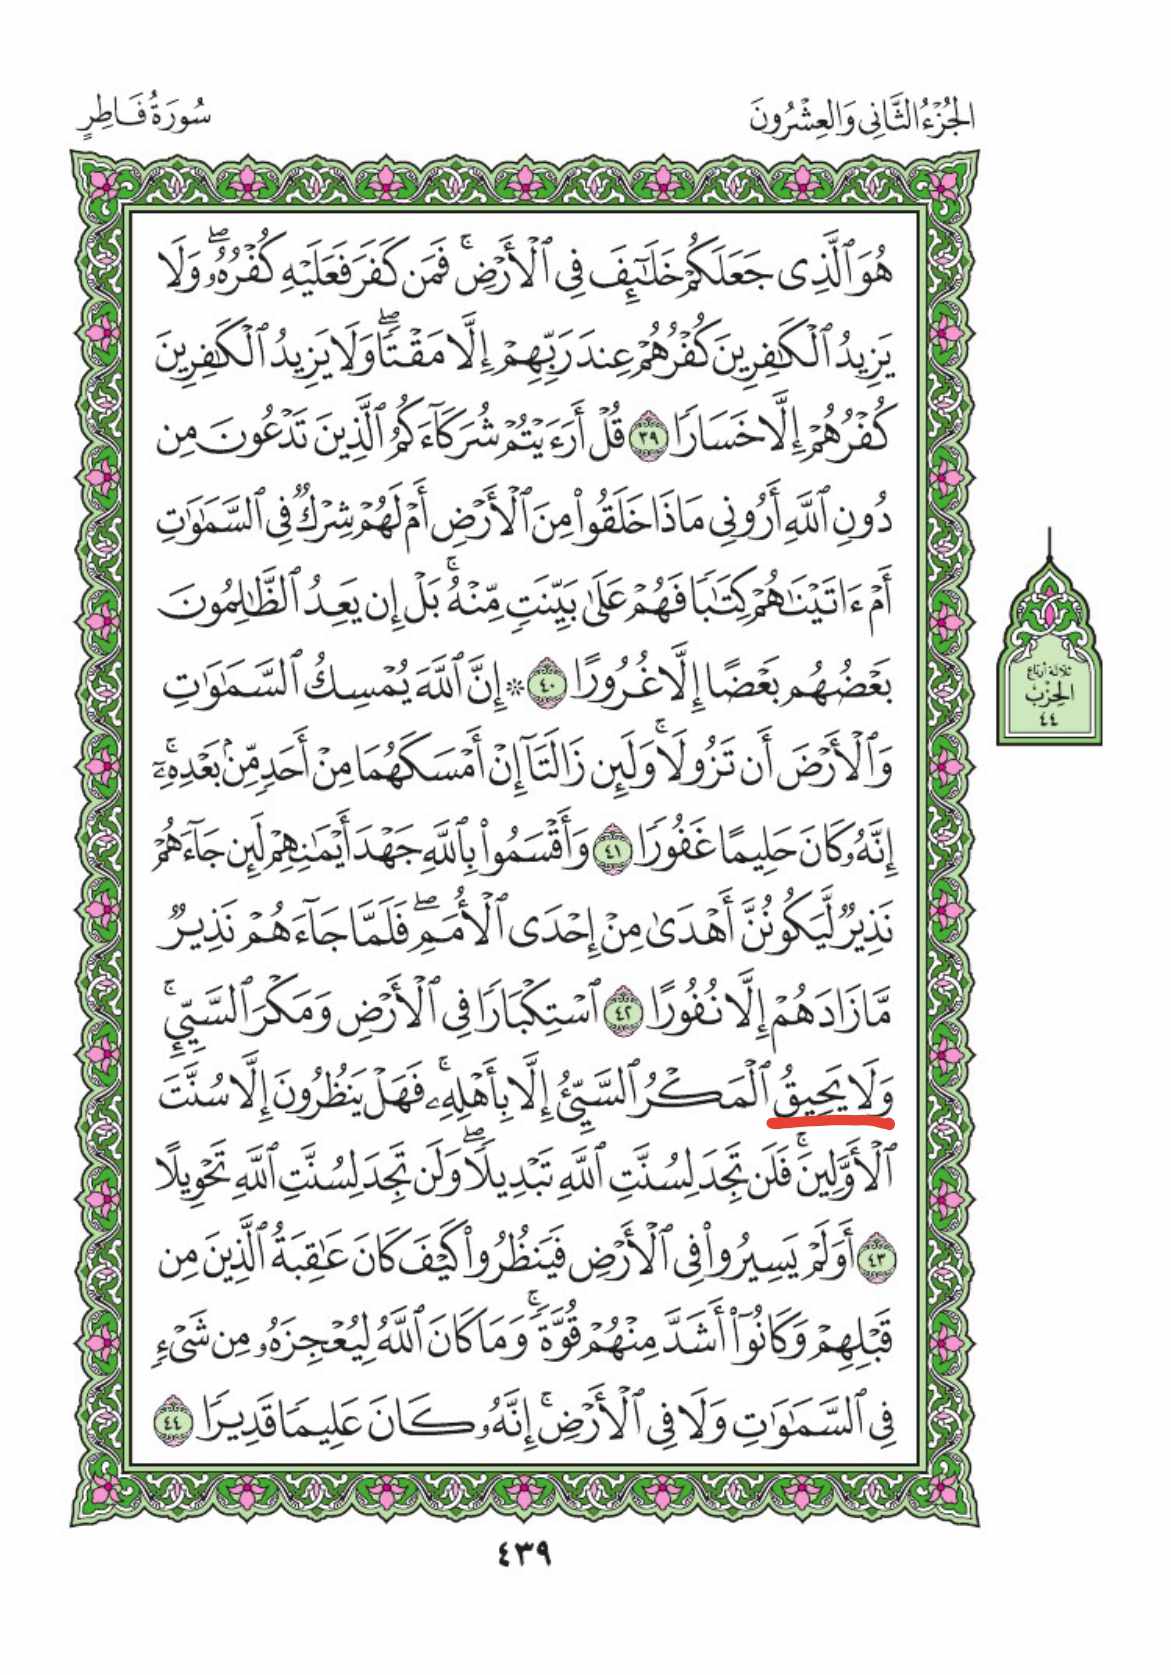 الجُزْءُ الثَّانِي وَالعِشْرُونَ
سُورَةُ فَاطِرٍ
هُوَ ٱلَّذِى جَعَلَكُمْ خَلَٰٓئِفَ فِى ٱلْأَرْضِۚ فَمَن كَفَرَ فَعَلَيْهِ كُفْرُهُۥۖ وَلَا
يَزِيدُ ٱلْكَٰفِرِينَ كُفْرُهُمْ عِندَ رَبِّهِمْ إِلَّا مَقْتًاۖ وَلَا يَزِيدُ ٱلْكَٰفِرِينَ
كُفْرُهُمْ إِلَّا خَسَارًا ٣٩ قُلْ أَرَءَيْتُمْ شُرَكَآءَكُمُ ٱلَّذِينَ تَدْعُونَ مِن
دُونِ ٱللَّهِ أَرُونِى مَاذَا خَلَقُوا۟ مِنَ ٱلْأَرْضِ أَمْ لَهُمْ شِرْكٌ فِى ٱلسَّمَٰوَٰتِ
أَمْ ءَاتَيْنَٰهُمْ كِتَٰبًا فَهُمْ عَلَىٰ بَيِّنَتٍ مِّنْهُۚ بَلْ إِن يَعِدُ ٱلظَّٰلِمُونَ
بَعْضُهُم بَعْضًا إِلَّا غُرُورًا ٤٠ ۞ إِنَّ ٱللَّهَ يُمْسِكُ ٱلسَّمَٰوَٰتِ
وَٱلْأَرْضَ أَن تَزُولَاۚ وَلَئِن زَالَتَآ إِنْ أَمْسَكَهُمَا مِنْ أَحَدٍ مِّنۢ بَعْدِهِۦٓۚ
إِنَّهُۥ كَانَ حَلِيمًا غَفُورًا ٤١ وَأَقْسَمُوا۟ بِٱللَّهِ جَهْدَ أَيْمَٰنِهِمْ لَئِن جَآءَهُمْ
نَذِيرٌ لَّيَكُونُنَّ أَهْدَىٰ مِنْ إِحْدَى ٱلْأُمَمِۖ فَلَمَّا جَآءَهُمْ نَذِيرٌ
مَّا زَادَهُمْ إِلَّا نُفُورًا ٤٢ ٱسْتِكْبَارًا فِى ٱلْأَرْضِ وَمَكْرَ ٱلسَّيِّئِۚ
وَلَا يَحِيقُ ٱلْمَكْرُ ٱلسَّيِّئُ إِلَّا بِأَهْلِهِۦۚ فَهَلْ يَنظُرُونَ إِلَّا سُنَّتَ
ٱلْأَوَّلِينَۚ فَلَن تَجِدَ لِسُنَّتِ ٱللَّهِ تَبْدِيلًاۖ وَلَن تَجِدَ لِسُنَّتِ ٱللَّهِ تَحْوِيلًا
٤٣ أَوَلَمْ يَسِيرُوا۟ فِى ٱلْأَرْضِ فَيَنظُرُوا۟ كَيْفَ كَانَ عَٰقِبَةُ ٱلَّذِينَ مِن
قَبْلِهِمْ وَكَانُوٓا۟ أَشَدَّ مِنْهُمْ قُوَّةًۚ وَمَا كَانَ ٱللَّهُ لِيُعْجِزَهُۥ مِن شَىْءٍ
فِى ٱلسَّمَٰوَٰتِ وَلَا فِى ٱلْأَرْضِۚ إِنَّهُۥ كَانَ عَلِيمًا قَدِيرًا ٤٤
ثلاثة أرباع
الحِزْب
٤٤
٤٣٩